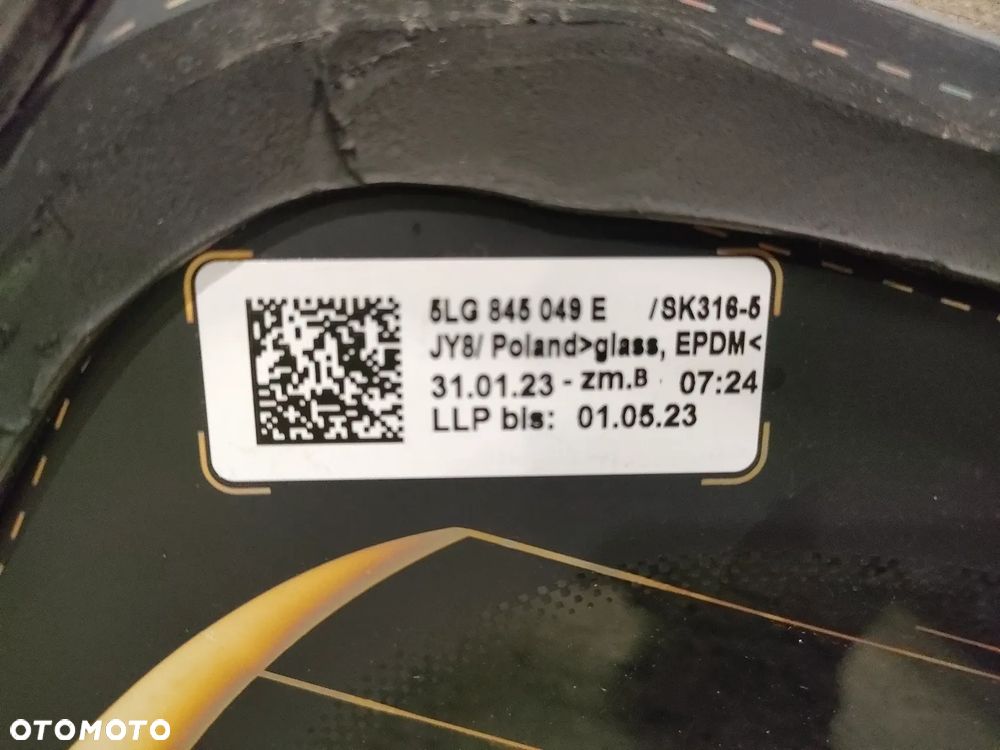 5LG 845 049 E /SK316-5
JY8/ Poland>glass, EPDM<
31.01.23 - zm.B 07:24
LLP bis: 01.05.23
OTOMOTO